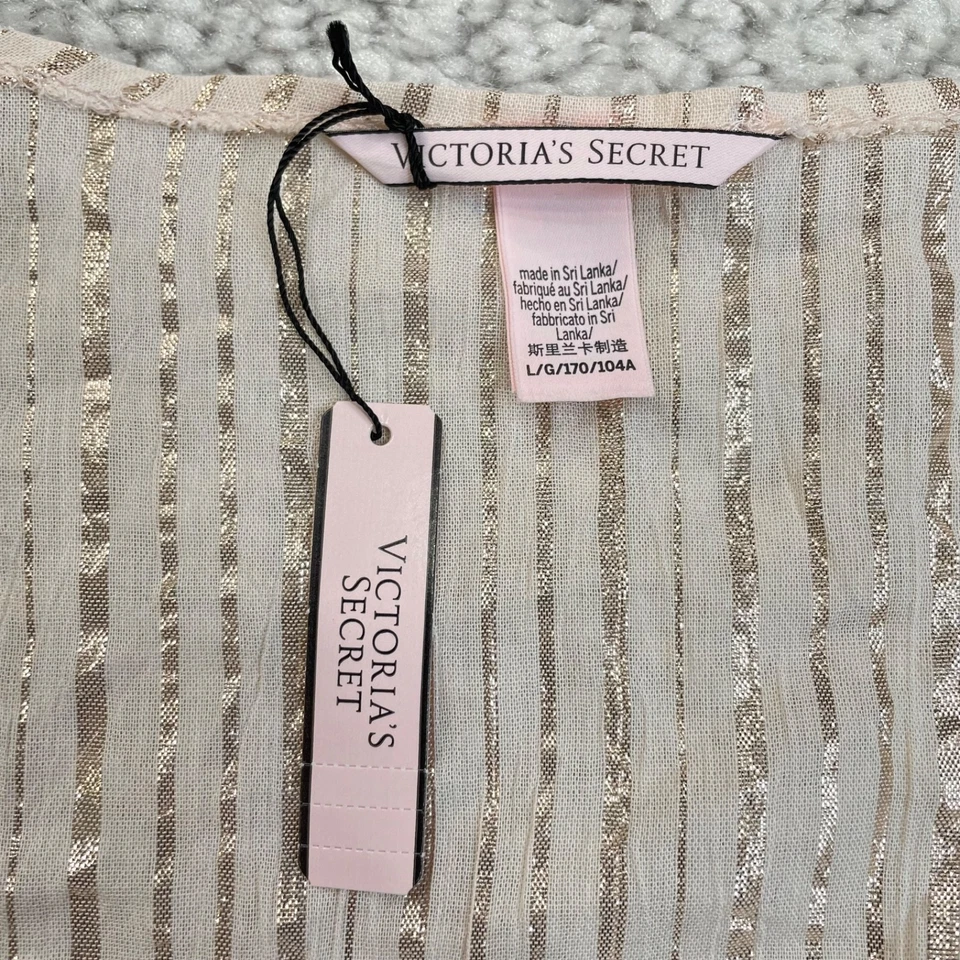 VICTORIA'S SECRET
made in Sri Lanka/
fabriqué au Sri Lanka/
hecho en Sri Lanka/
fabbricato in Sri
Lanka/
斯里兰卡制造
L/G/170/104A
VICTORIA'S
SECRET